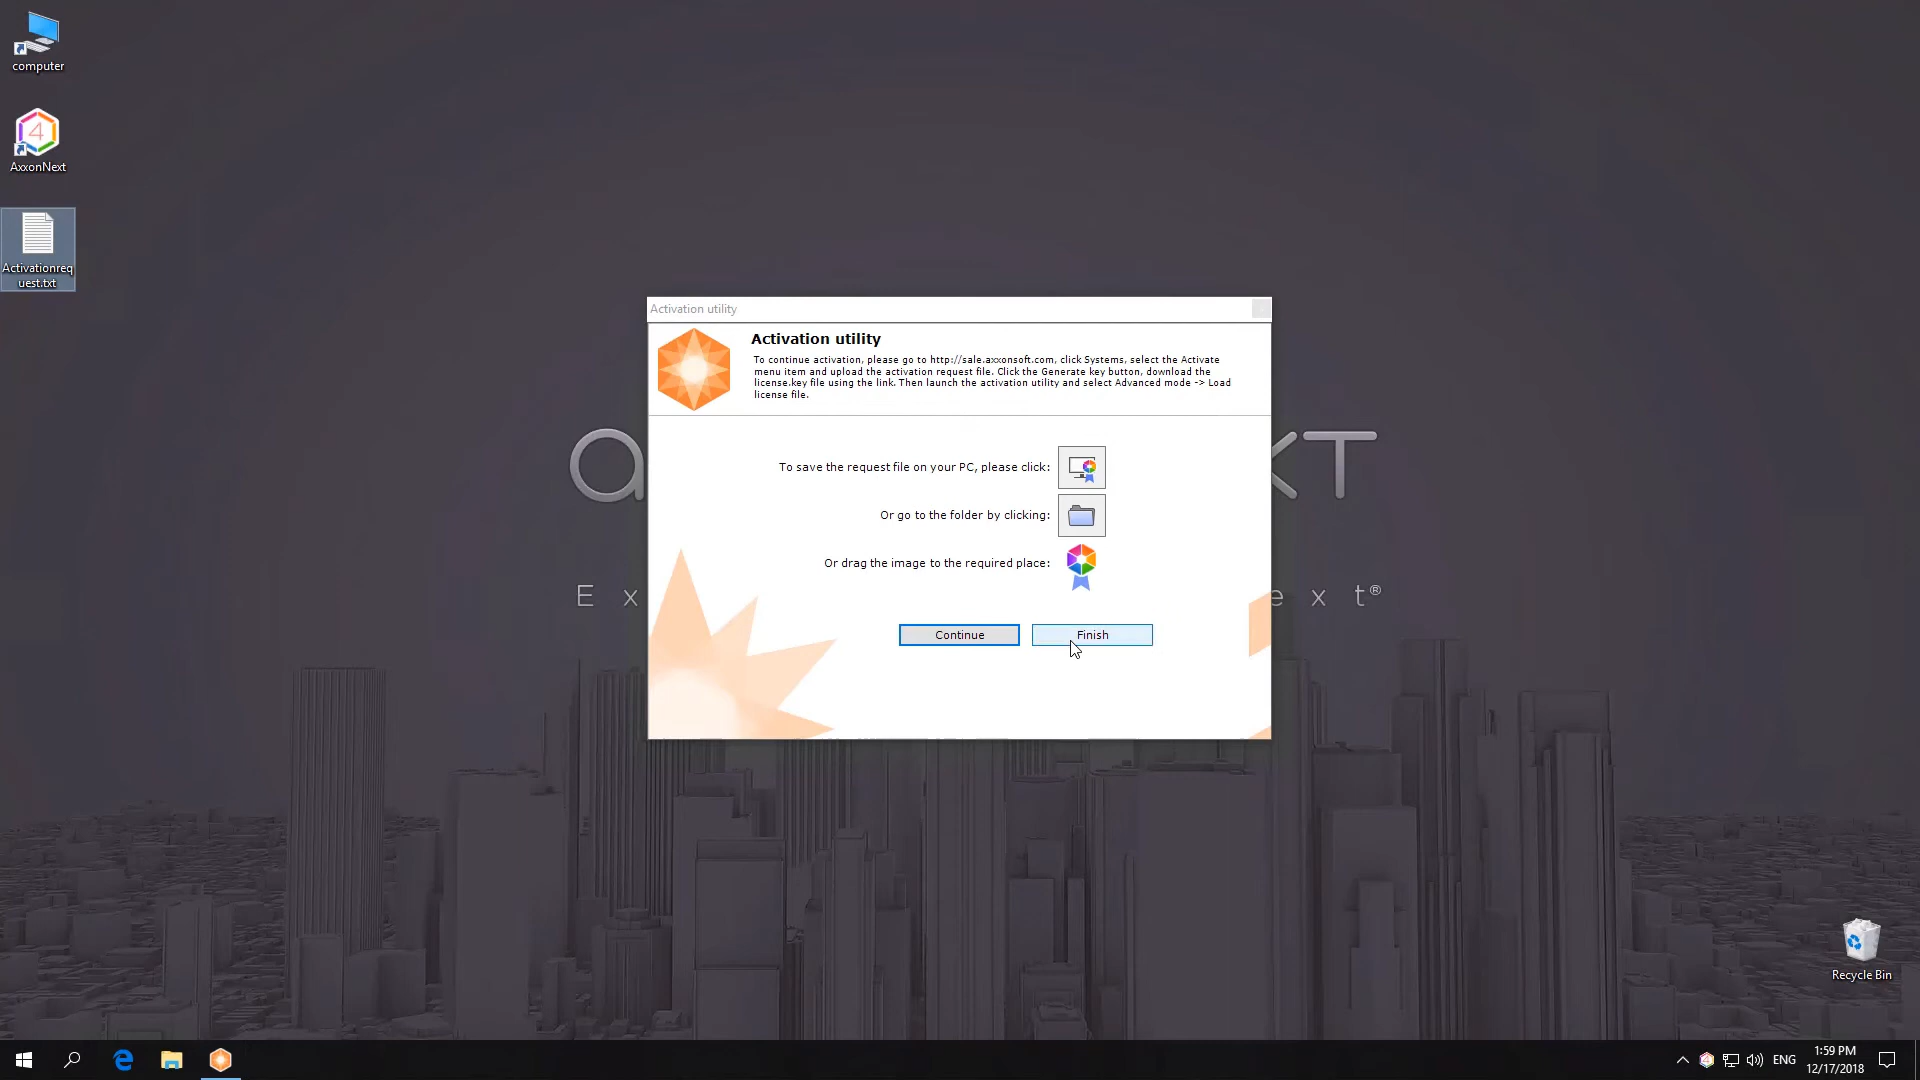 computer
AxxonNext
Activationreq
uest.txt
Activation utility
Activation utility
To continue activation, please go to http://sale.axxonsoft.com, click Systems, select the Activate
menu item and upload the activation request file. Click the Generate key button, download the
license.key file using the link. Then launch the activation utility and select Advanced mode -> Load
license file.
To save the request file on your PC, please click:
Or go to the folder by clicking:
Or drag the image to the required place:
Continue
Finish
a
XT
E x
e x t®
Recycle Bin
ENG
1:59 PM
12/17/2018